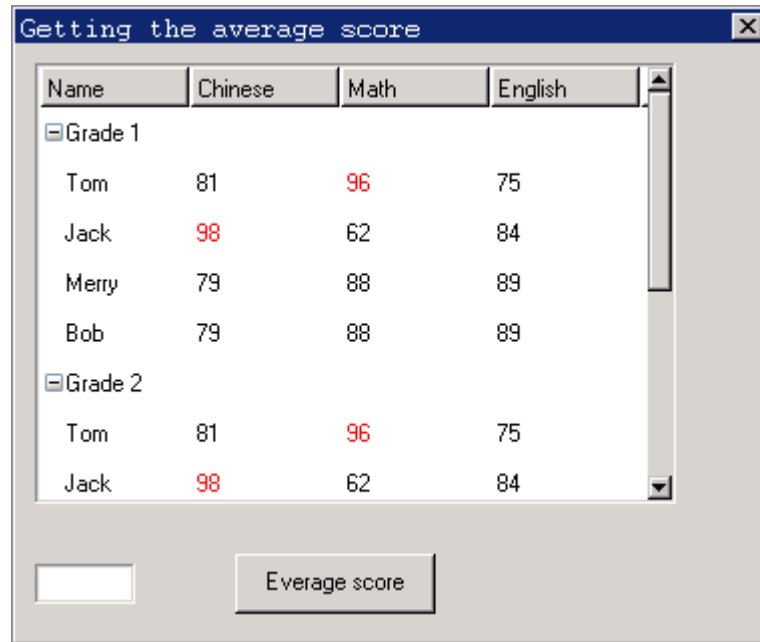 Getting the average score
Name Chinese Math English
Grade 1
Tom 81 96 75
Jack 98 62 84
Merry 79 88 89
Bob 79 88 89
Grade 2
Tom 81 96 75
Jack 98 62 84
Everage score